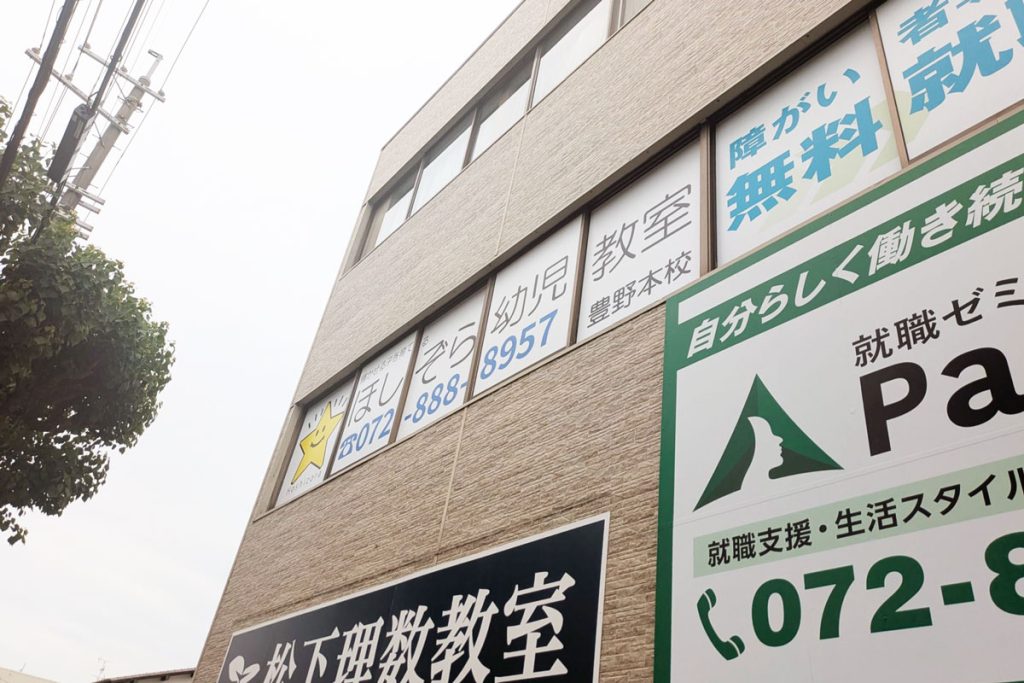 ほしぞら幼児教室
豊野本校
☎072-888-8957
Hoshizora
障がい者
無料就
自分らしく働き続
就職ゼミ
Pa
就職支援・生活スタイル
072-8
松下理数教室